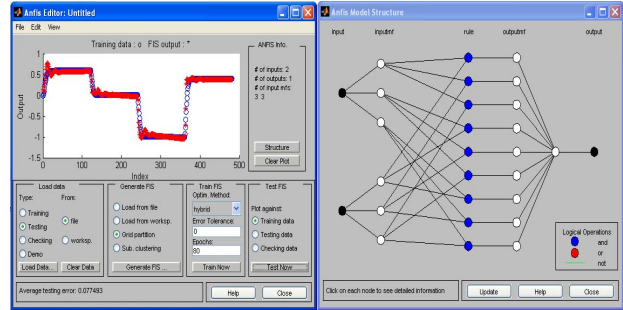 Anfis Editor: Untitled
File Edit View
Training data : o FIS output : *
1
0.5
0
-0.5
-1
-1.5
Output
0 100 200 300 400 500
Index
ANFIS Info.
# of inputs: 2
# of outputs: 1
# of input mfs:
3 3
Structure
Clear Plot
Load data
Type: From:
Training
Testing
Checking
Demo
file
worksp.
Load Data... Clear Data
Generate FIS
Load from file
Load from worksp.
Grid partition
Sub. clustering
Generate FIS ...
Train FIS
Optim. Method:
hybrid
Error Tolerance:
0
Epochs:
80
Train Now
Test FIS
Plot against:
Training data
Testing data
Checking data
Test Now
Average testing error: 0.077493
Help Close
Anfis Model Structure
input inputmf rule outputmf output
Logical Operations
and
or
not
Click on each node to see detailed information
Update Help Close